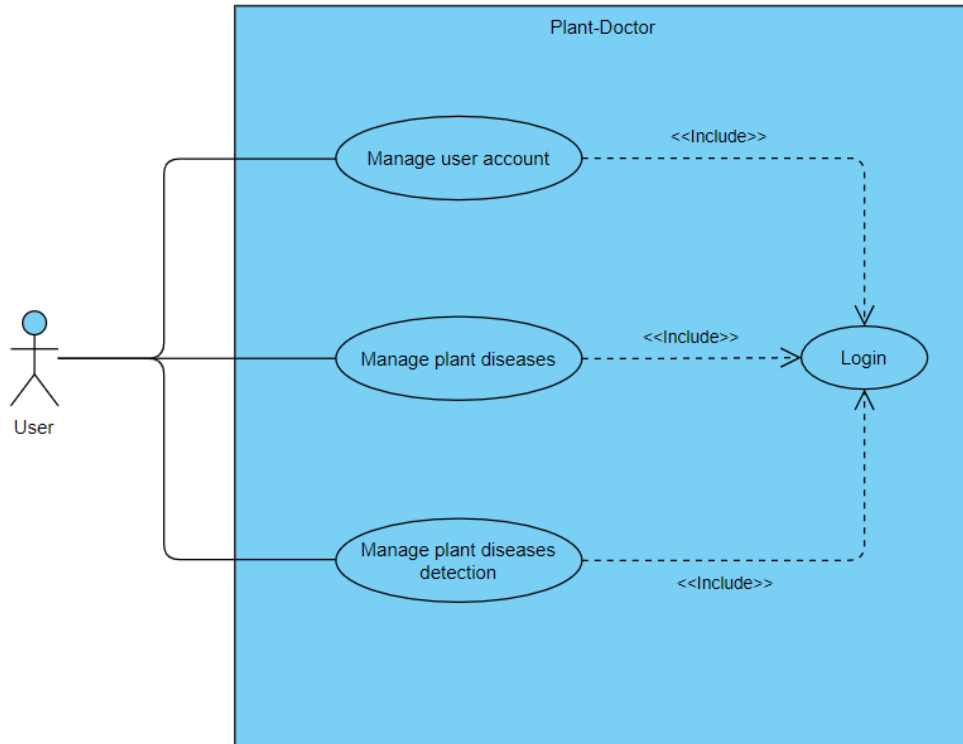 Plant-Doctor
<<Include>>
Manage user account
<<Include>>
Manage plant diseases
Login
User
Manage plant diseases
detection
<<Include>>